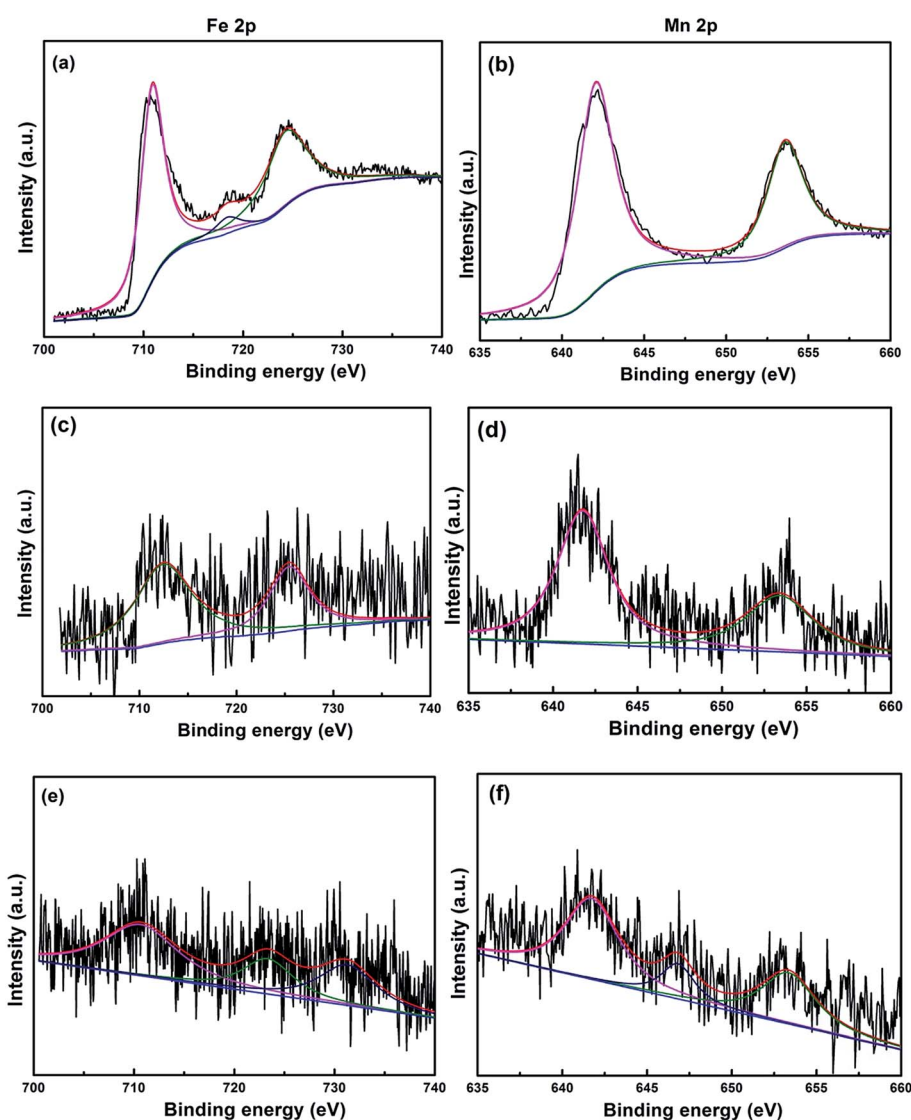 Fe 2p
Mn 2p
(a)
Intensity (a.u.)
700 710 720 730 740
Binding energy (eV)
(b)
Intensity (a.u.)
635 640 645 650 655 660
Binding energy (eV)
(c)
Intensity (a.u.)
700 710 720 730 740
Binding energy (eV)
(d)
Intensity (a.u.)
635 640 645 650 655 660
Binding energy (eV)
(e)
Intensity (a.u.)
700 710 720 730 740
Binding energy (eV)
(f)
Intensity (a.u.)
635 640 645 650 655 660
Binding energy (eV)